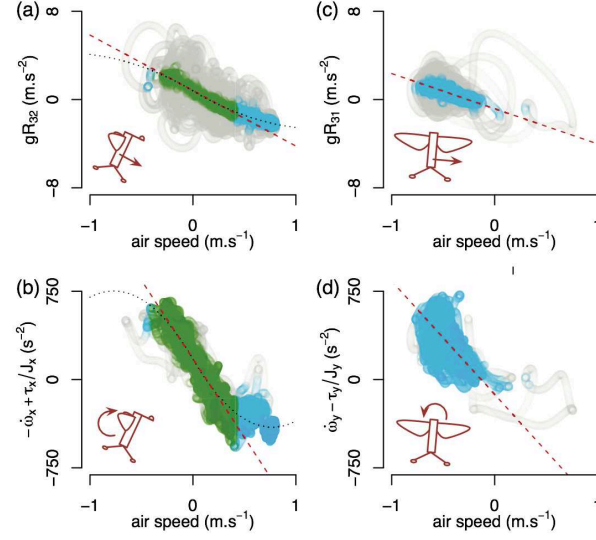 (a)
8
0
−8
gR32 (m.s−2)
−1 0 1
air speed (m.s−1)
(c)
8
0
−8
gR31 (m.s−2)
−1 0 1
air speed (m.s−1)
(b)
750
0
−750
−ω̇x + τx/Jx (s−2)
−1 0 1
air speed (m.s−1)
(d)
750
0
−750
ω̇y − τy/Jy (s−2)
−1 0 1
air speed (m.s−1)